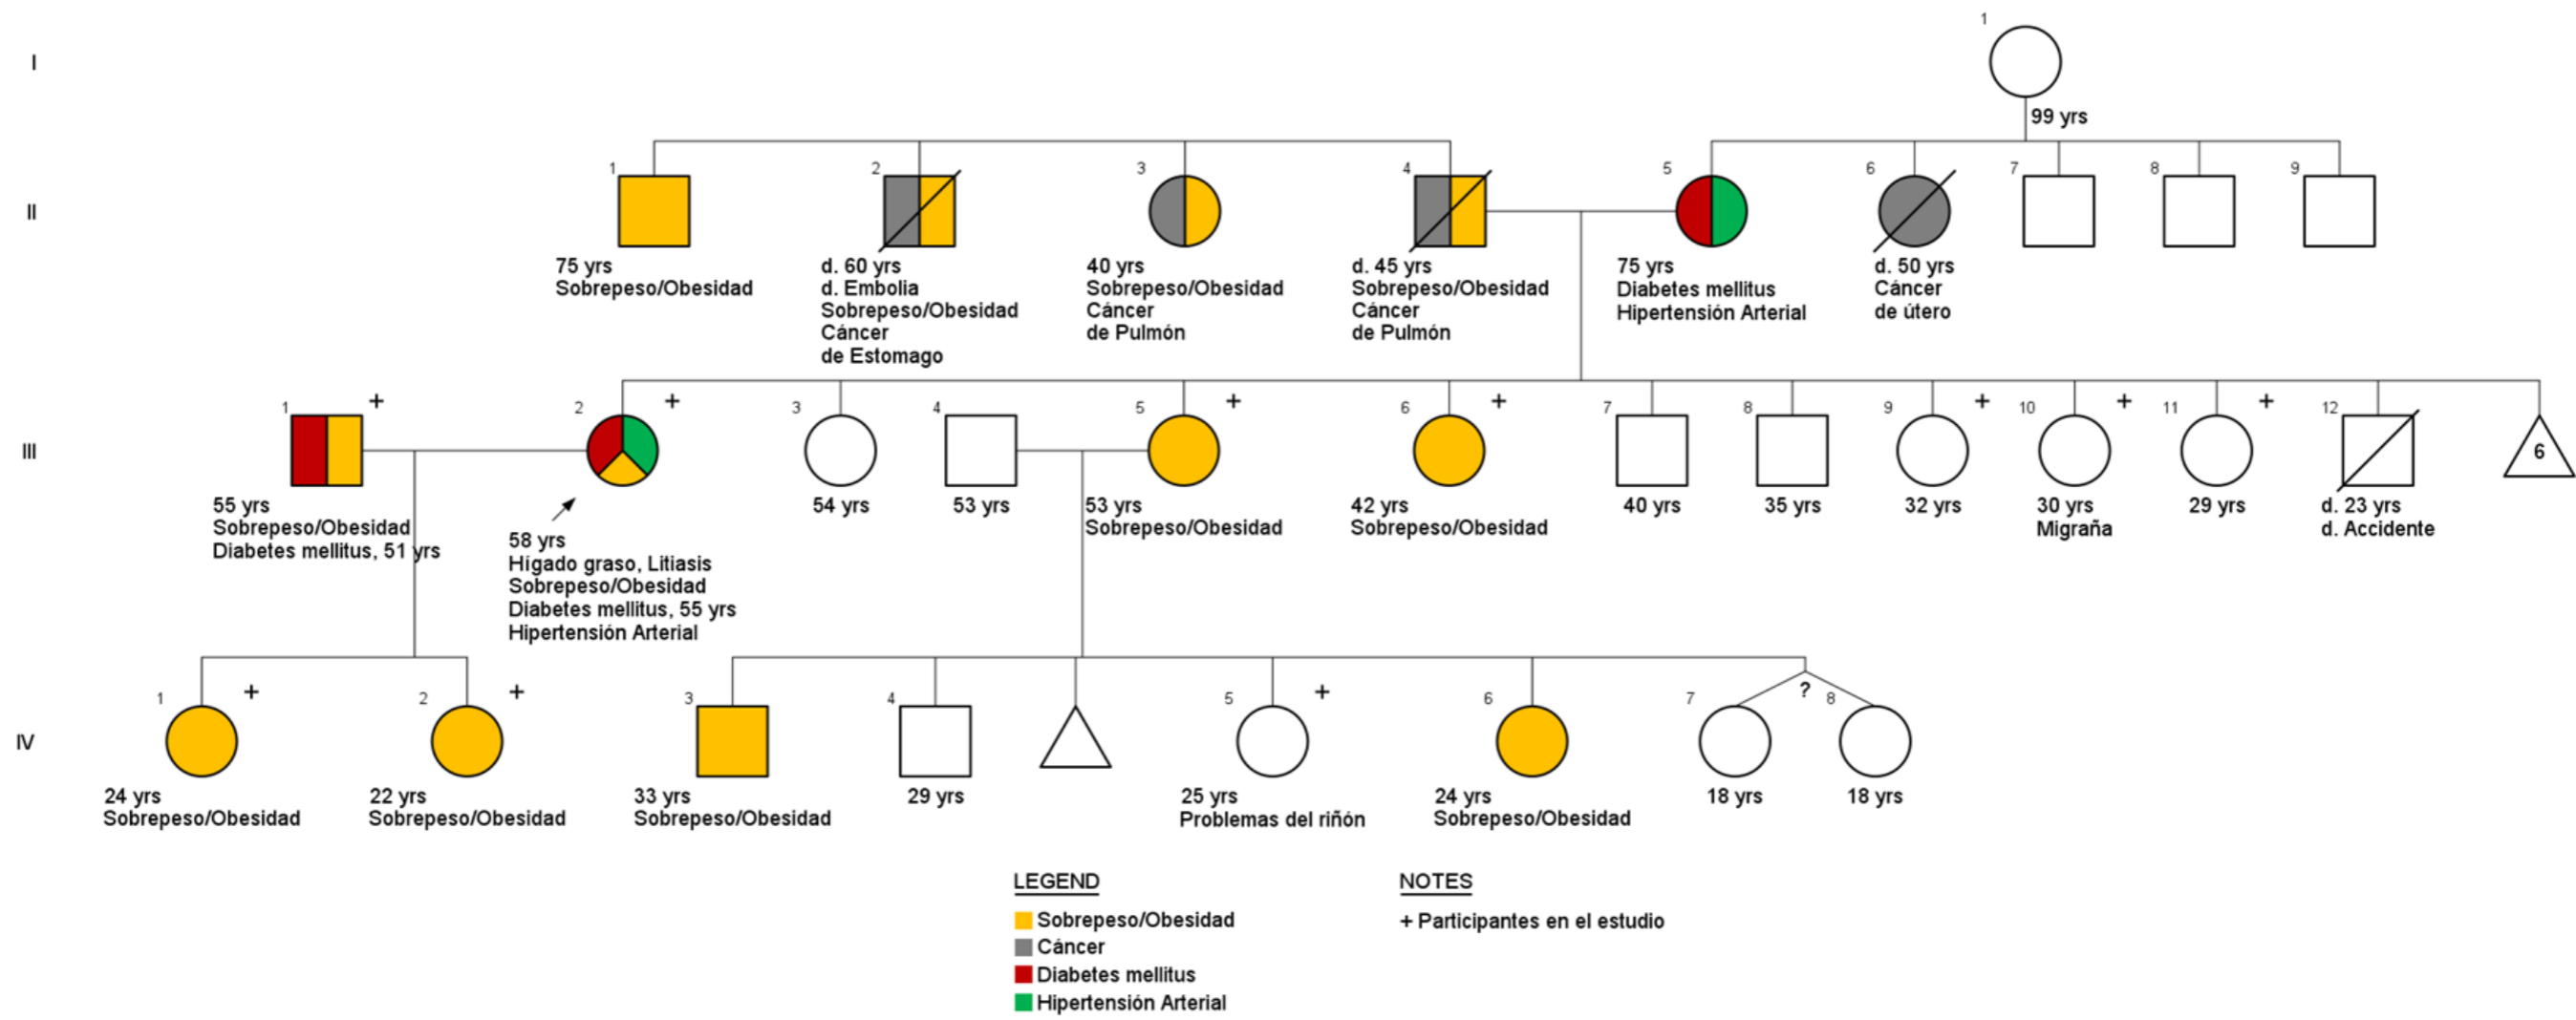 1
I
99 yrs
1
2
3
4
5
6
7
8
9
II
75 yrs
Sobrepeso/Obesidad
d. 60 yrs
d. Embolia
Sobrepeso/Obesidad
Cáncer
de Estomago
40 yrs
Sobrepeso/Obesidad
Cáncer
de Pulmón
d. 45 yrs
Sobrepeso/Obesidad
Cáncer
de Pulmón
75 yrs
Diabetes mellitus
Hipertensión Arterial
d. 50 yrs
Cáncer
de útero
III
1
+
2
+
3
4
5
+
6
+
7
8
9
+
10
+
11
+
12
6
55 yrs
Sobrepeso/Obesidad
Diabetes mellitus, 51 yrs
58 yrs
Hígado graso, Litiasis
Sobrepeso/Obesidad
Diabetes mellitus, 55 yrs
Hipertensión Arterial
54 yrs
53 yrs
53 yrs
Sobrepeso/Obesidad
42 yrs
Sobrepeso/Obesidad
40 yrs
35 yrs
32 yrs
30 yrs
Migraña
29 yrs
d. 23 yrs
d. Accidente
IV
1
+
2
+
3
4
5
+
6
7
?
8
24 yrs
Sobrepeso/Obesidad
22 yrs
Sobrepeso/Obesidad
33 yrs
Sobrepeso/Obesidad
29 yrs
25 yrs
Problemas del riñón
24 yrs
Sobrepeso/Obesidad
18 yrs
18 yrs
LEGEND
Sobrepeso/Obesidad
Cáncer
Diabetes mellitus
Hipertensión Arterial
NOTES
+ Participantes en el estudio